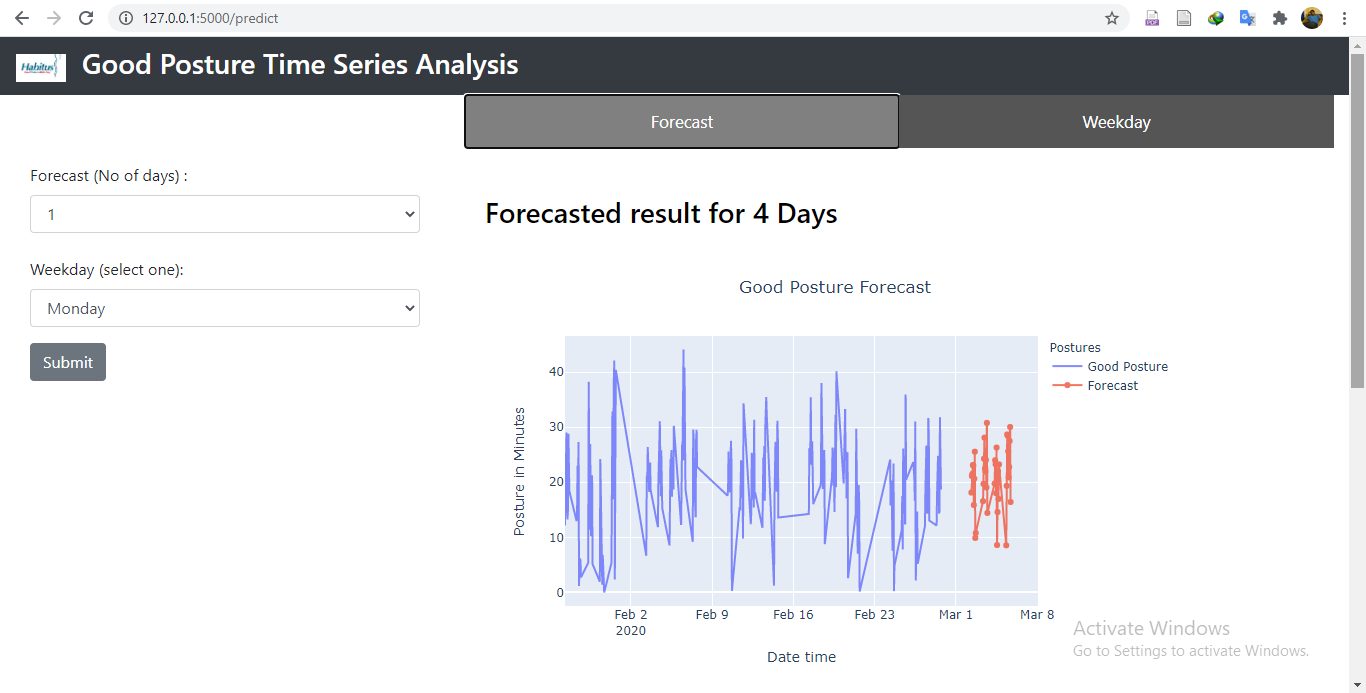 127.0.0.1:5000/predict
Habitus
Good Posture Time Series Analysis
Forecast
Weekday
Forecast (No of days) :
1
Weekday (select one):
Monday
Submit
Forecasted result for 4 Days
Good Posture Forecast
Postures
Good Posture
Forecast
Posture in Minutes
40
30
20
10
0
Feb 2
2020
Feb 9
Feb 16
Feb 23
Mar 1
Mar 8
Date time
Activate Windows
Go to Settings to activate Windows.